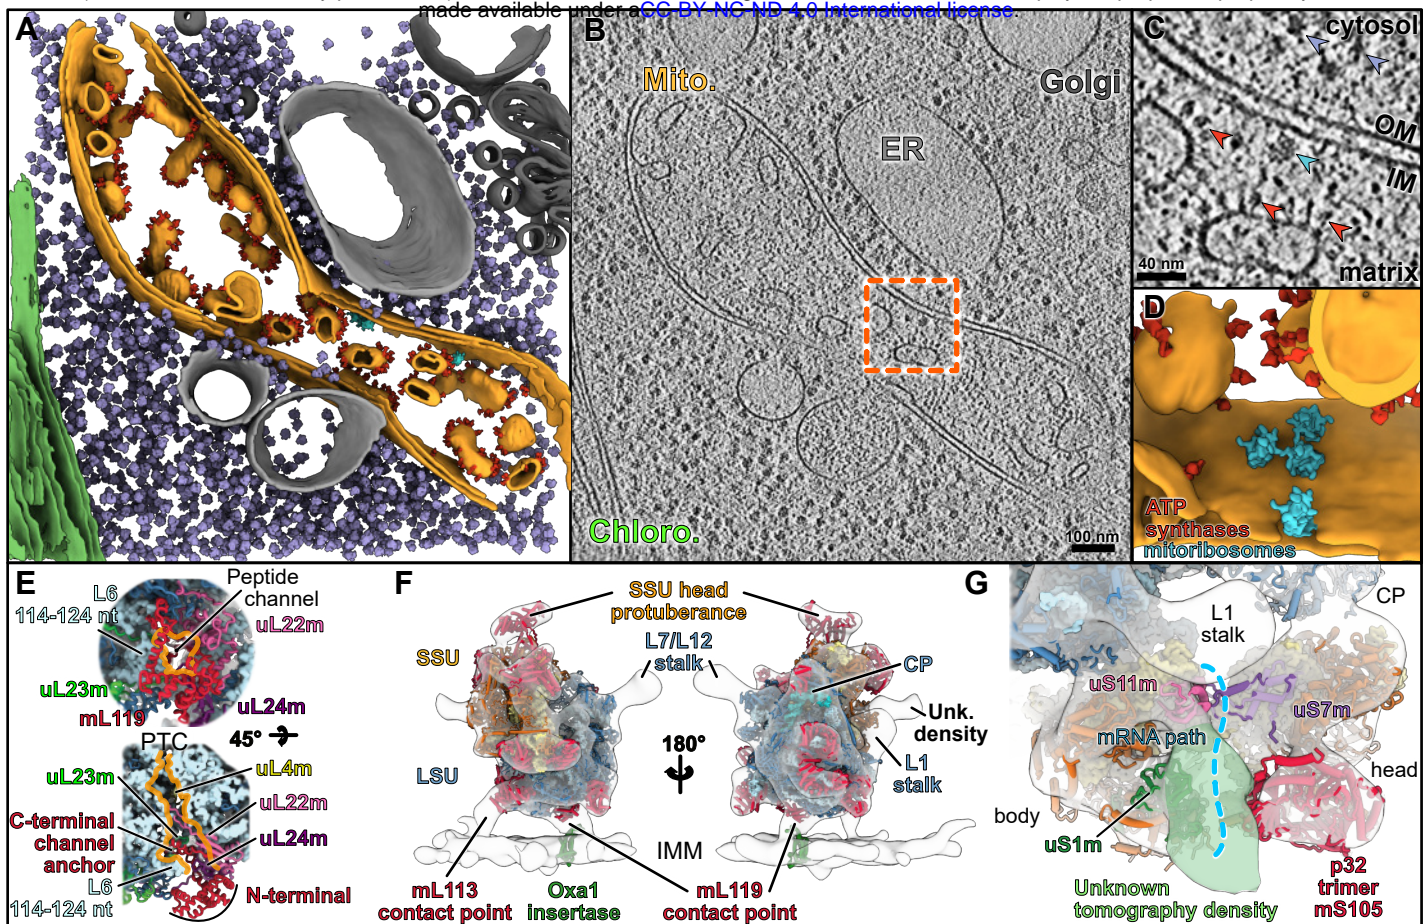 made available under aCC-BY-NC-ND 4.0 International license.
A
B
Mito.
Golgi
ER
Chloro.
100 nm
C
cytosol
OM
IM
40 nm
matrix
D
ATP
synthases
mitoribosomes
E
L6
114-124 nt
Peptide
channel
uL22m
uL23m
mL119
uL24m
PTC
45°
uL23m
uL4m
uL22m
C-terminal
channel
anchor
uL24m
L6
114-124 nt
N-terminal
F
SSU head
protuberance
SSU
L7/L12
stalk
CP
Unk.
density
180°
L1
stalk
LSU
IMM
mL113
contact point
Oxa1
insertase
mL119
contact point
G
L1
stalk
CP
uS11m
uS7m
mRNA path
head
body
uS1m
Unknown
tomography density
p32
trimer
mS105